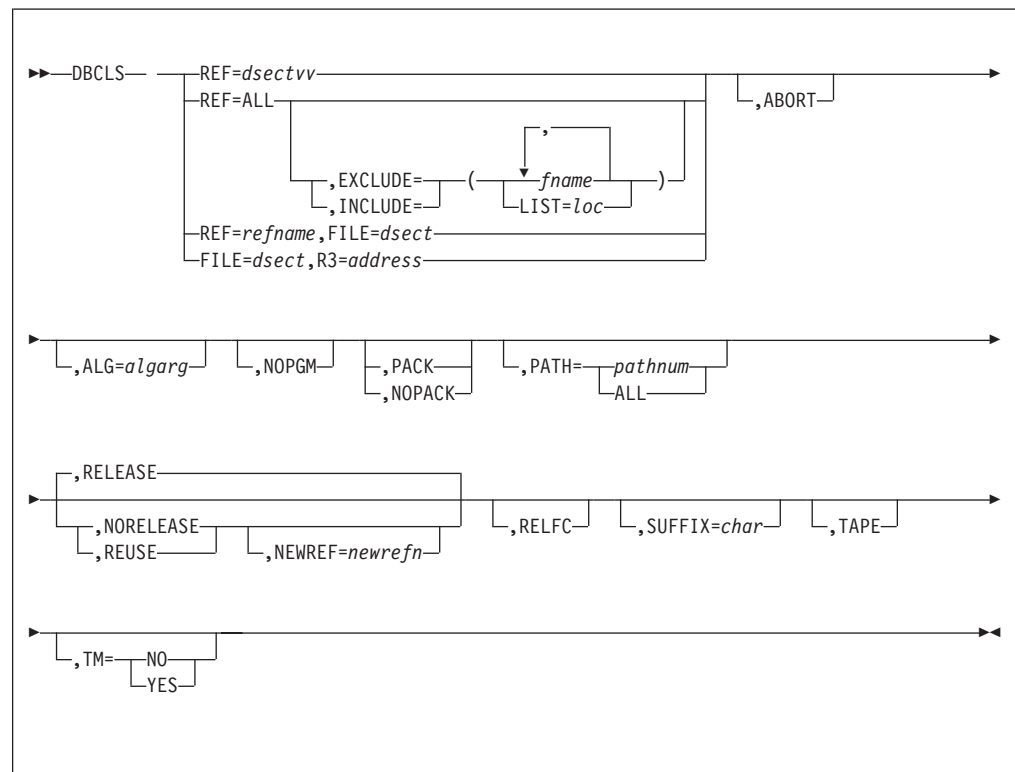 DBCLS REF=dsectvv
REF=ALL ,ABORT
,
,EXCLUDE= ( fname )
,INCLUDE= LIST=loc
REF=refname,FILE=dsect
FILE=dsect,R3=address
,ALG=algarg ,NOPGM ,PACK ,PATH= pathnum
,NOPACK ALL
,RELEASE
,NORELEASE ,RELFC ,SUFFIX=char ,TAPE
,REUSE ,NEWREF=newrefn
,TM= NO
YES